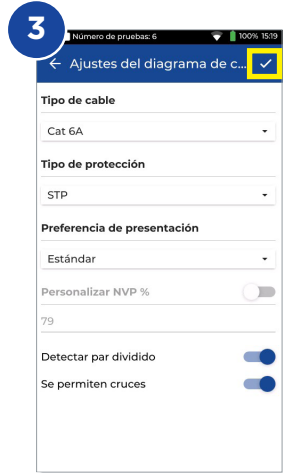 3
Número de pruebas: 6 100% 15:19
Ajustes del diagrama de c...
Tipo de cable
Cat 6A
Tipo de protección
STP
Preferencia de presentación
Estándar
Personalizar NVP %
79
Detectar par dividido
Se permiten cruces